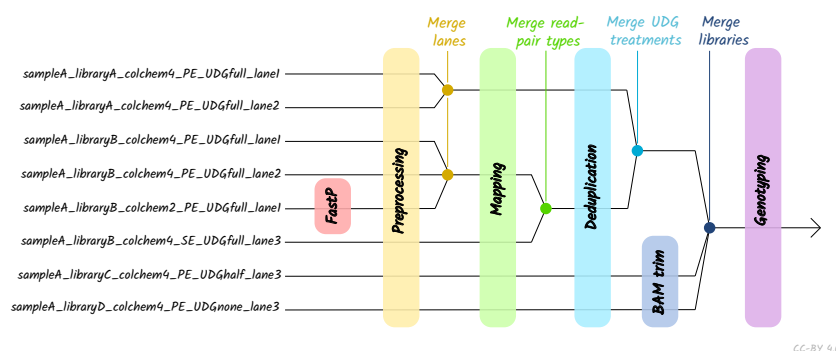 Merge
lanes
Merge read-
pair types
Merge UDG
treatments
Merge
libraries
sampleA_libraryA_colchem4_PE_UDGfull_lane1
sampleA_libraryA_colchem4_PE_UDGfull_lane2
sampleA_libraryB_colchem4_PE_UDGfull_lane1
sampleA_libraryB_colchem4_PE_UDGfull_lane2
sampleA_libraryB_colchem2_PE_UDGfull_lane1
sampleA_libraryB_colchem4_SE_UDGfull_lane3
sampleA_libraryC_colchem4_PE_UDGhalf_lane3
sampleA_libraryD_colchem4_PE_UDGnone_lane3
FastP
Preprocessing
Mapping
Deduplication
BAM trim
Genotyping